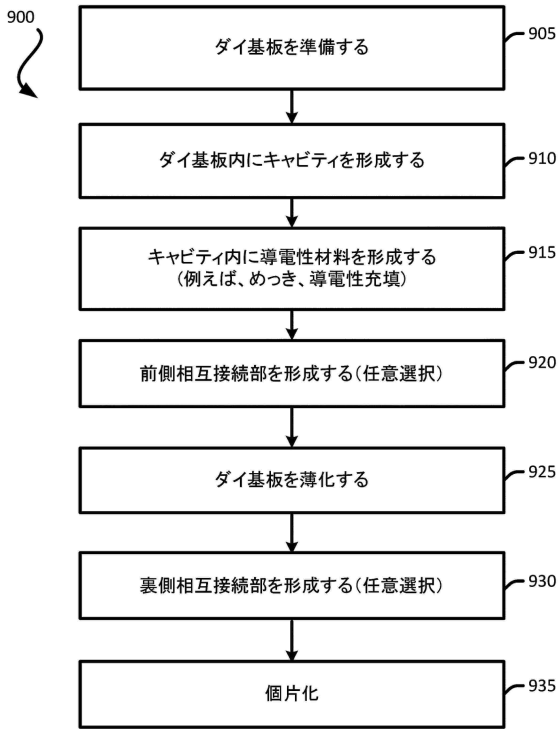 900
ダイ基板を準備する
905
ダイ基板内にキャビティを形成する
910
キャビティ内に導電性材料を形成する
(例えば、めっき、導電性充填)
915
前側相互接続部を形成する(任意選択)
920
ダイ基板を薄化する
925
裏側相互接続部を形成する(任意選択)
930
個片化
935